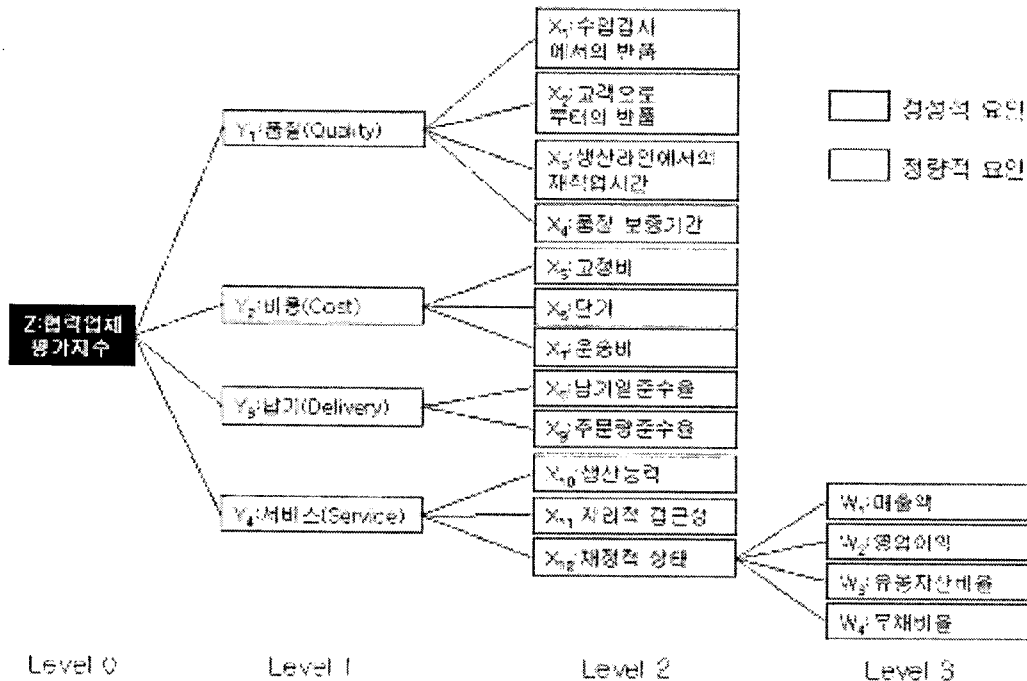 Z:협력업체
평가지수
Y₁:품질(Quality)
Y₂:비용(Cost)
Y₃:납기(Delivery)
Y₄:서비스(Service)
X₁:수입검사
에서의 반품
X₂:고객으로
부터의 반품
X₃:생산라인에서의
재작업시간
X₄:품질 보증기간
X₅:고정비
X₆:단가
X₇:운용비
X₈:납기일준수율
X₉:주문량준수율
X₁₀:생산능력
X₁₁ 지리적 접근성
X₁₂:재정적 상태
W₁:매출액
W₂:영업이익
W₃:유동자산비율
W₄:부채비율
정성적 요인
정량적 요인
Level 0
Level 1
Level 2
Level 3